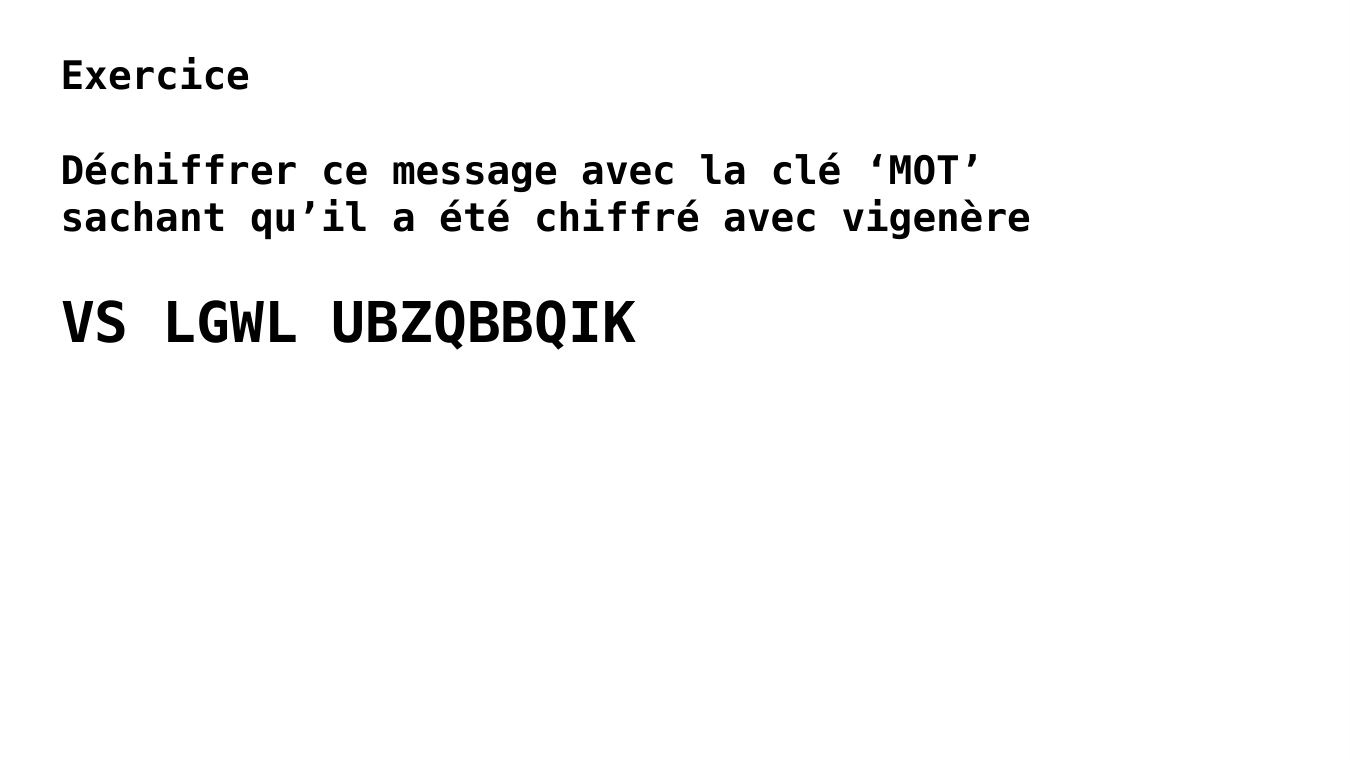 Exercice
Déchiffrer ce message avec la clé ‘MOT’
sachant qu’il a été chiffré avec vigenère
VS LGWL UBZQBBQIK